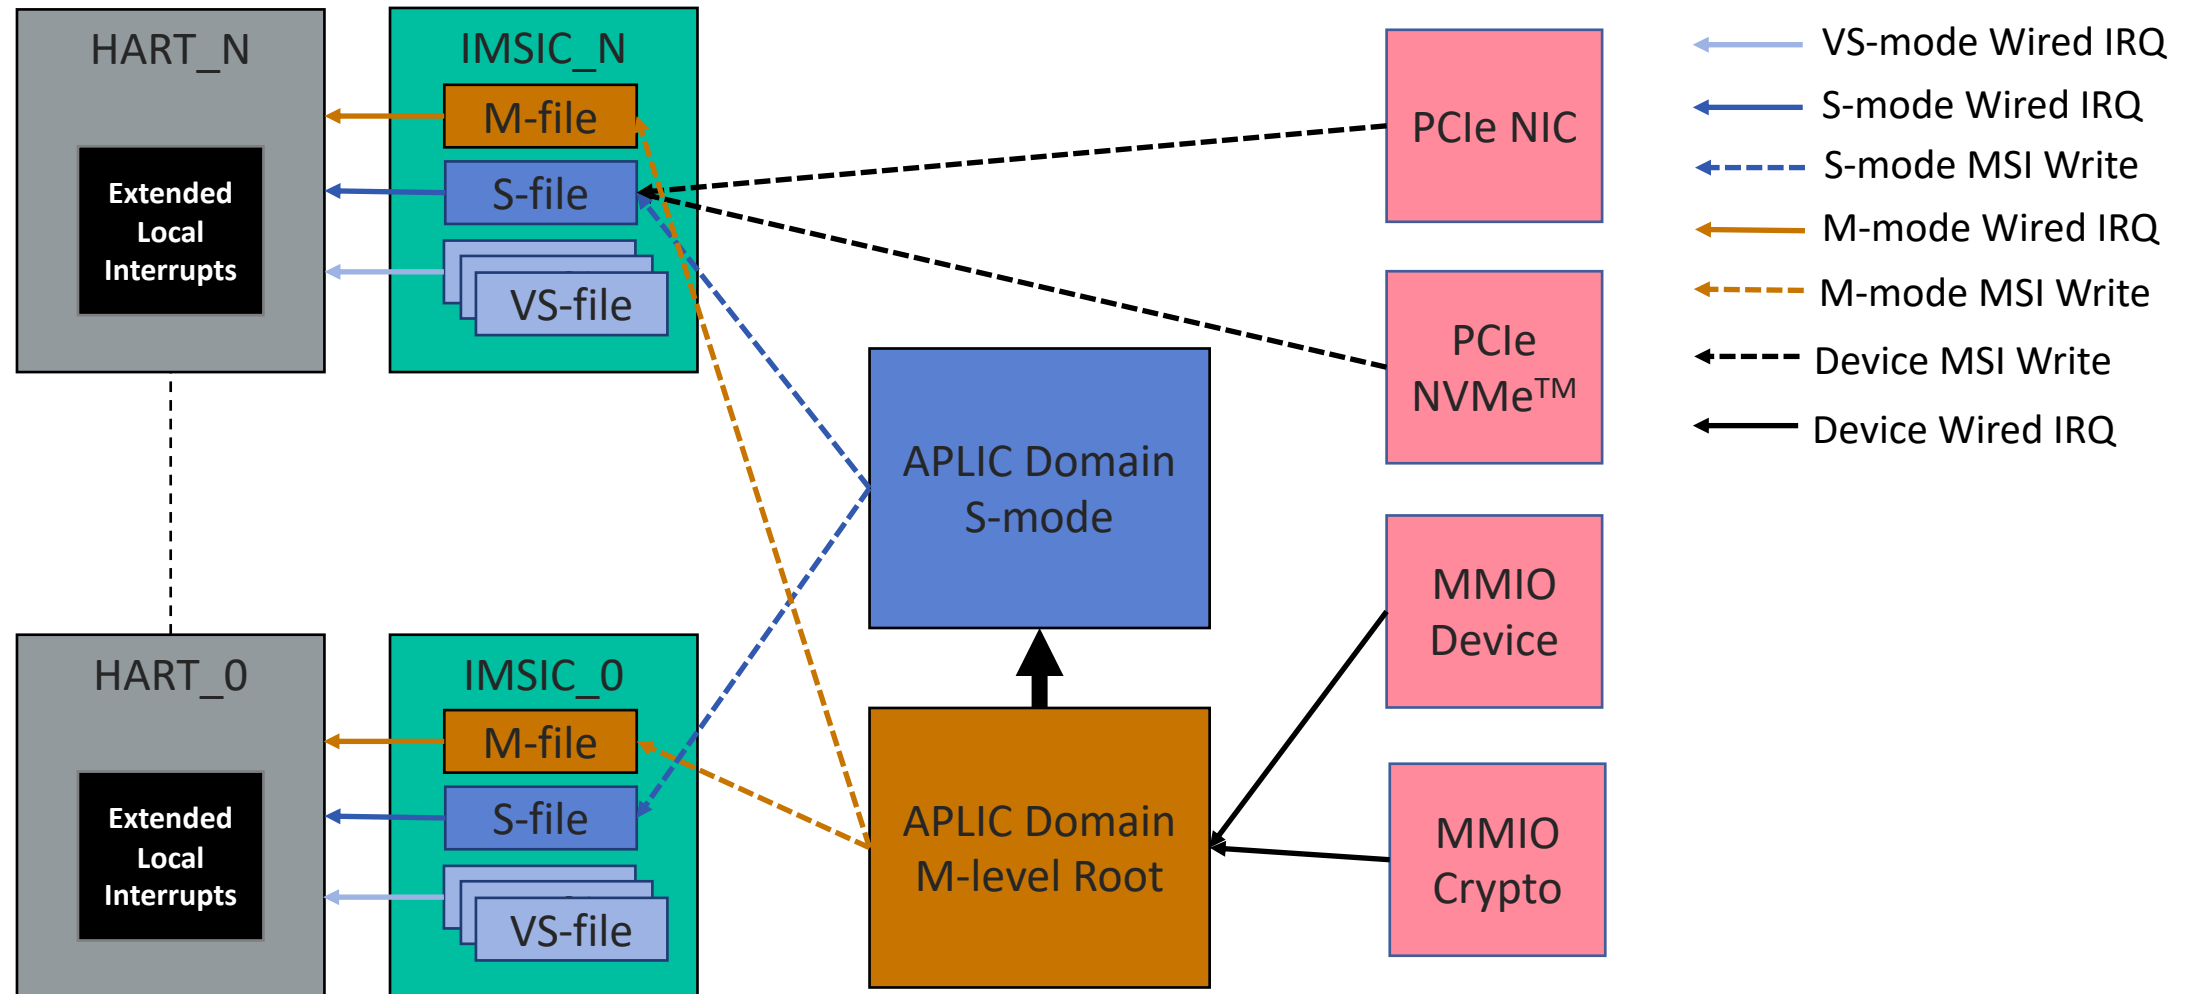 HART_N
Extended
Local
Interrupts
IMSIC_N
M-file
S-file
VS-file
PCIe NIC
PCIe
NVMe™
VS-mode Wired IRQ
S-mode Wired IRQ
S-mode MSI Write
M-mode Wired IRQ
M-mode MSI Write
Device MSI Write
Device Wired IRQ
APLIC Domain
S-mode
MMIO
Device
HART_0
Extended
Local
Interrupts
IMSIC_0
M-file
S-file
VS-file
APLIC Domain
M-level Root
MMIO
Crypto